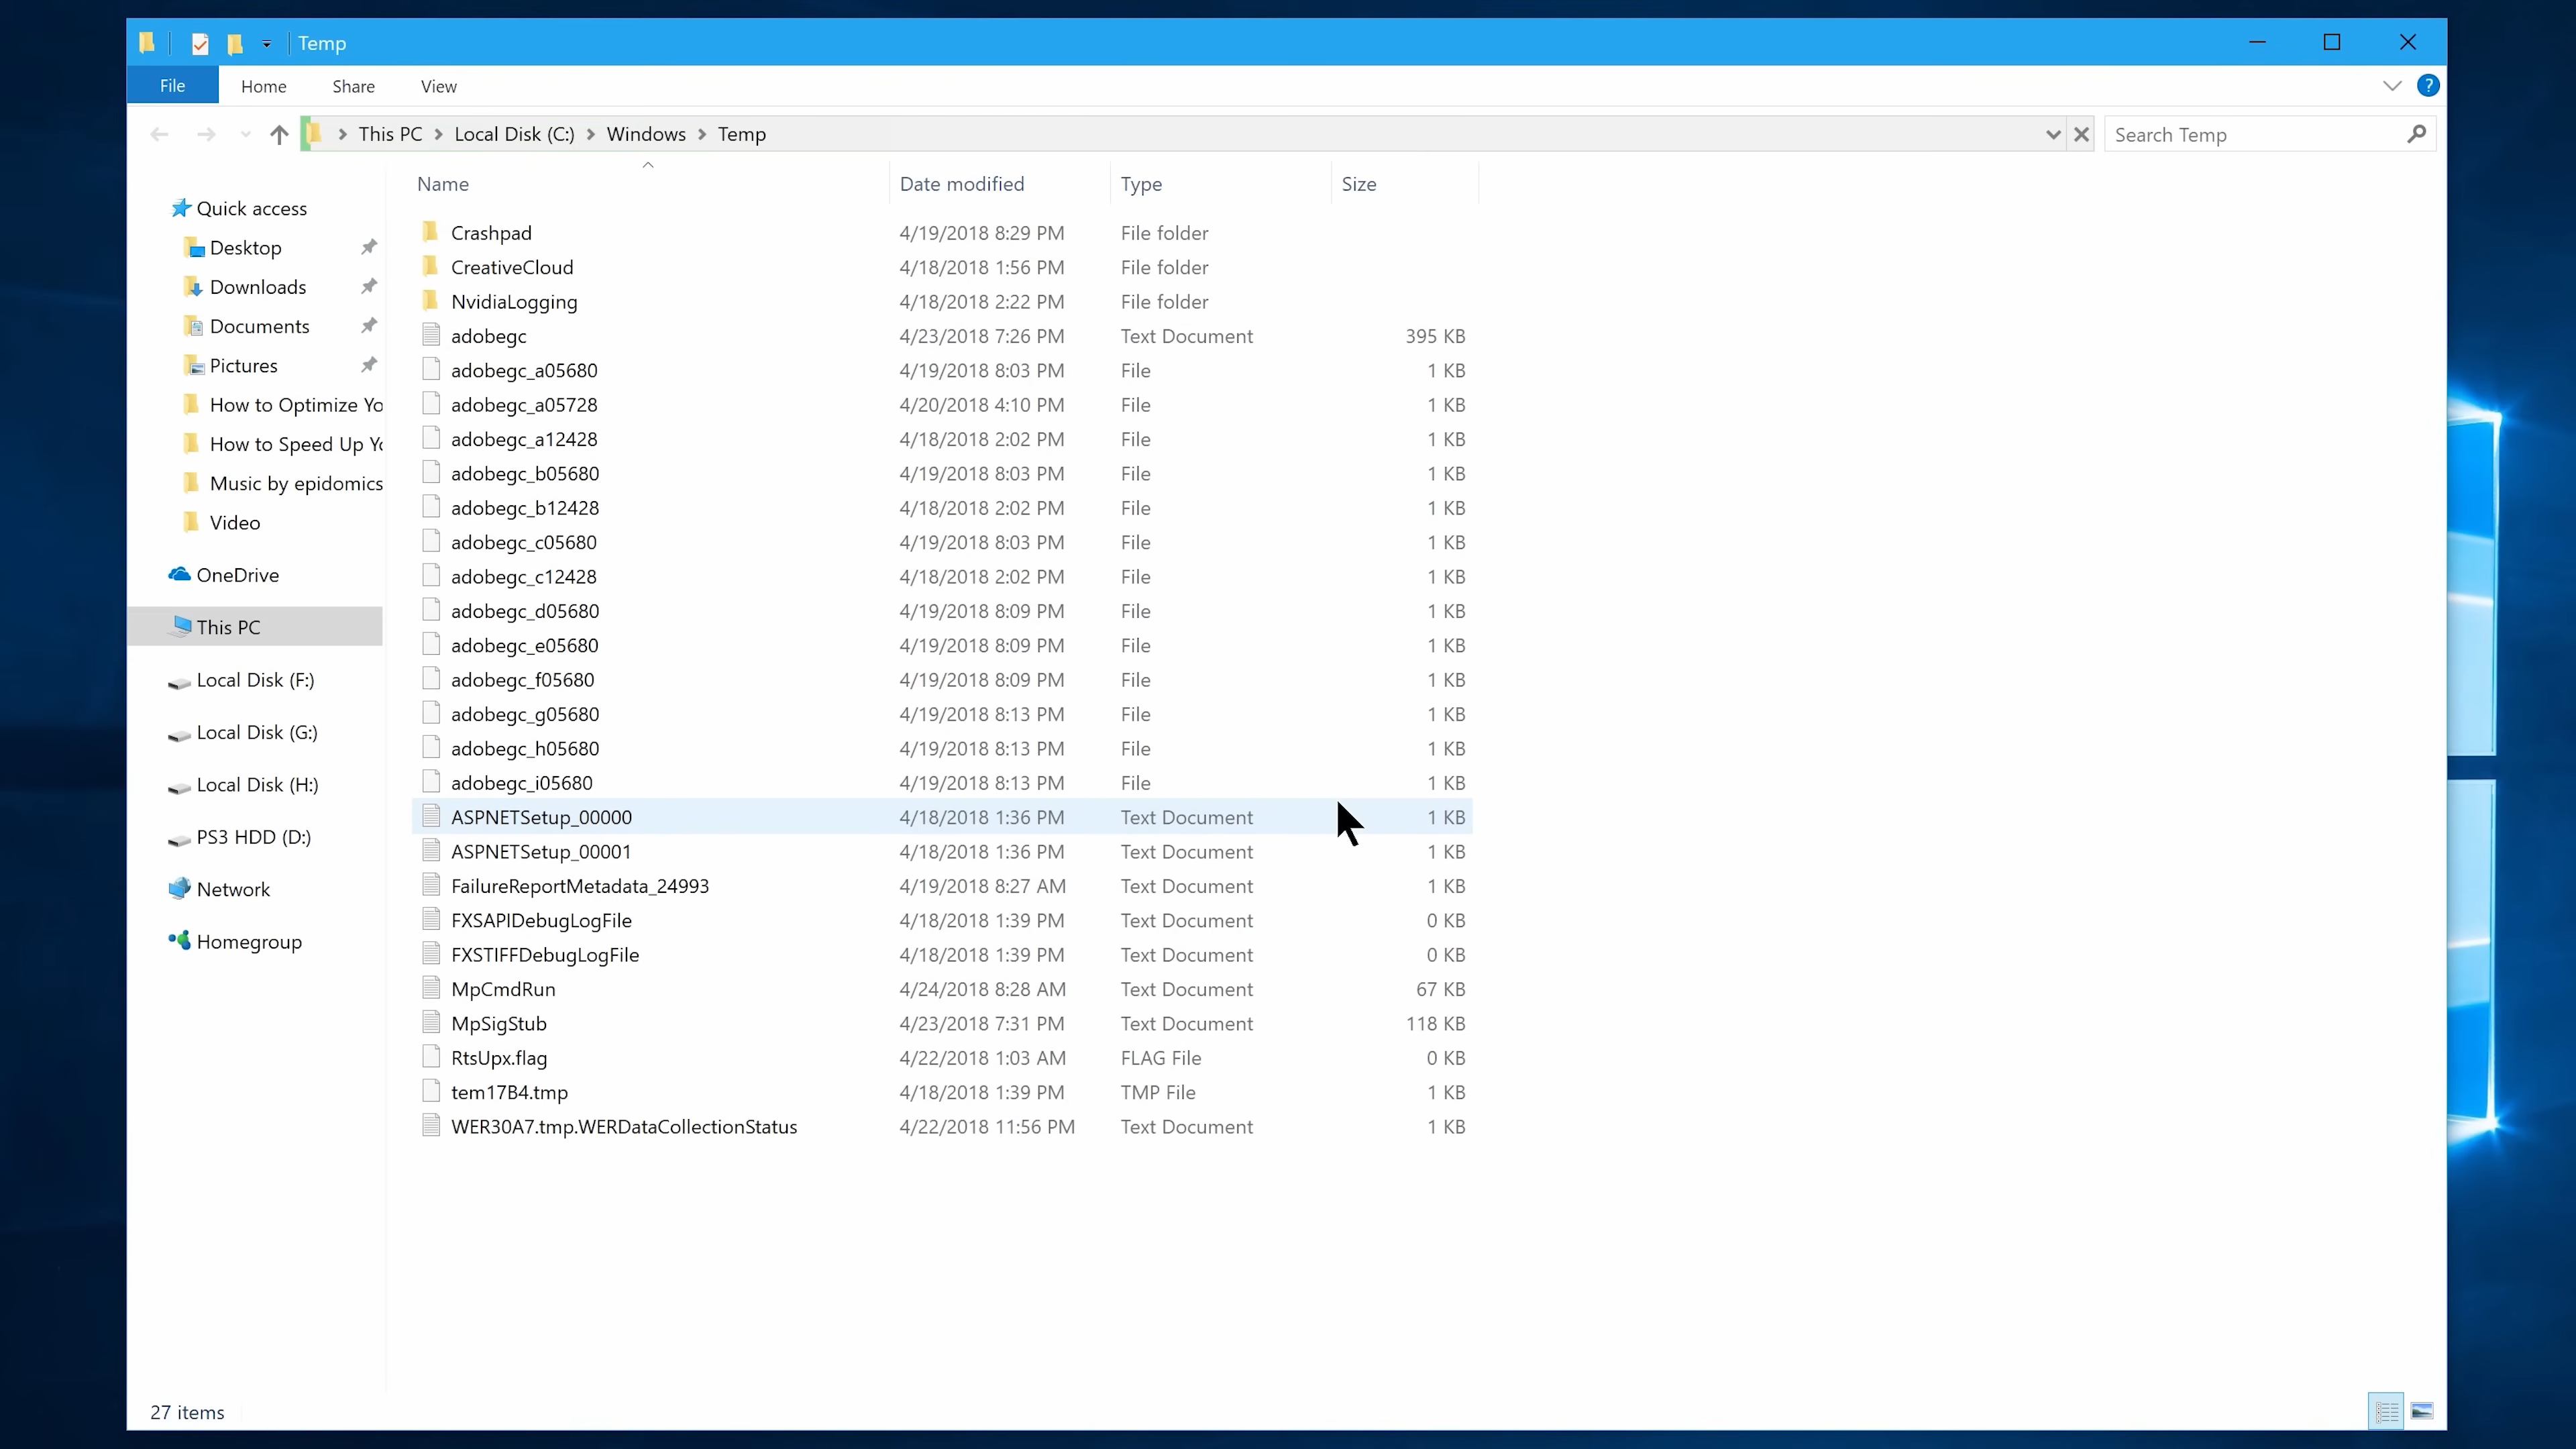 Temp
File Home Share View
?
This PC Local Disk (C:) Windows Temp
Search Temp
Name Date modified Type Size
Quick access
Desktop
Downloads
Documents
Pictures
How to Optimize Yo
How to Speed Up Yo
Music by epidomics
Video
OneDrive
This PC
Local Disk (F:)
Local Disk (G:)
Local Disk (H:)
PS3 HDD (D:)
Network
Homegroup
Crashpad 4/19/2018 8:29 PM File folder
CreativeCloud 4/18/2018 1:56 PM File folder
NvidiaLogging 4/18/2018 2:22 PM File folder
adobegc 4/23/2018 7:26 PM Text Document 395 KB
adobegc_a05680 4/19/2018 8:03 PM File 1 KB
adobegc_a05728 4/20/2018 4:10 PM File 1 KB
adobegc_a12428 4/18/2018 2:02 PM File 1 KB
adobegc_b05680 4/19/2018 8:03 PM File 1 KB
adobegc_b12428 4/18/2018 2:02 PM File 1 KB
adobegc_c05680 4/19/2018 8:03 PM File 1 KB
adobegc_c12428 4/18/2018 2:02 PM File 1 KB
adobegc_d05680 4/19/2018 8:09 PM File 1 KB
adobegc_e05680 4/19/2018 8:09 PM File 1 KB
adobegc_f05680 4/19/2018 8:09 PM File 1 KB
adobegc_g05680 4/19/2018 8:13 PM File 1 KB
adobegc_h05680 4/19/2018 8:13 PM File 1 KB
adobegc_i05680 4/19/2018 8:13 PM File 1 KB
ASPNETSetup_00000 4/18/2018 1:36 PM Text Document 1 KB
ASPNETSetup_00001 4/18/2018 1:36 PM Text Document 1 KB
FailureReportMetadata_24993 4/19/2018 8:27 AM Text Document 1 KB
FXSAPIDebugLogFile 4/18/2018 1:39 PM Text Document 0 KB
FXSTIFFDebugLogFile 4/18/2018 1:39 PM Text Document 0 KB
MpCmdRun 4/24/2018 8:28 AM Text Document 67 KB
MpSigStub 4/23/2018 7:31 PM Text Document 118 KB
RtsUpx.flag 4/22/2018 1:03 AM FLAG File 0 KB
tem17B4.tmp 4/18/2018 1:39 PM TMP File 1 KB
WER30A7.tmp.WERDataCollectionStatus 4/22/2018 11:56 PM Text Document 1 KB
27 items